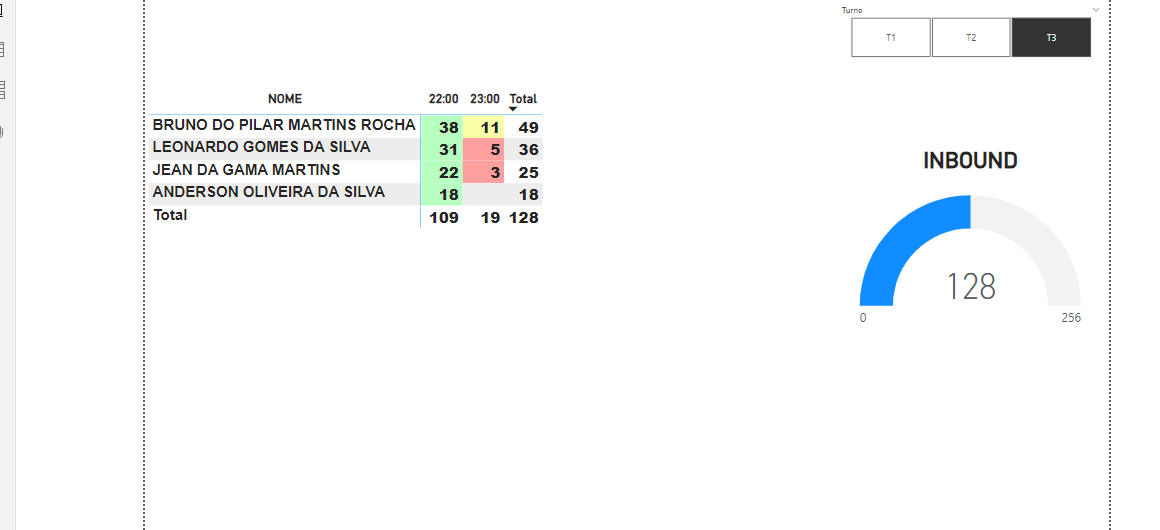 Turno
T1 T2 T3
NOME 22:00 23:00 Total
BRUNO DO PILAR MARTINS ROCHA 38 11 49
LEONARDO GOMES DA SILVA 31 5 36
JEAN DA GAMA MARTINS 22 3 25
ANDERSON OLIVEIRA DA SILVA 18 18
Total 109 19 128
INBOUND
128
0 256